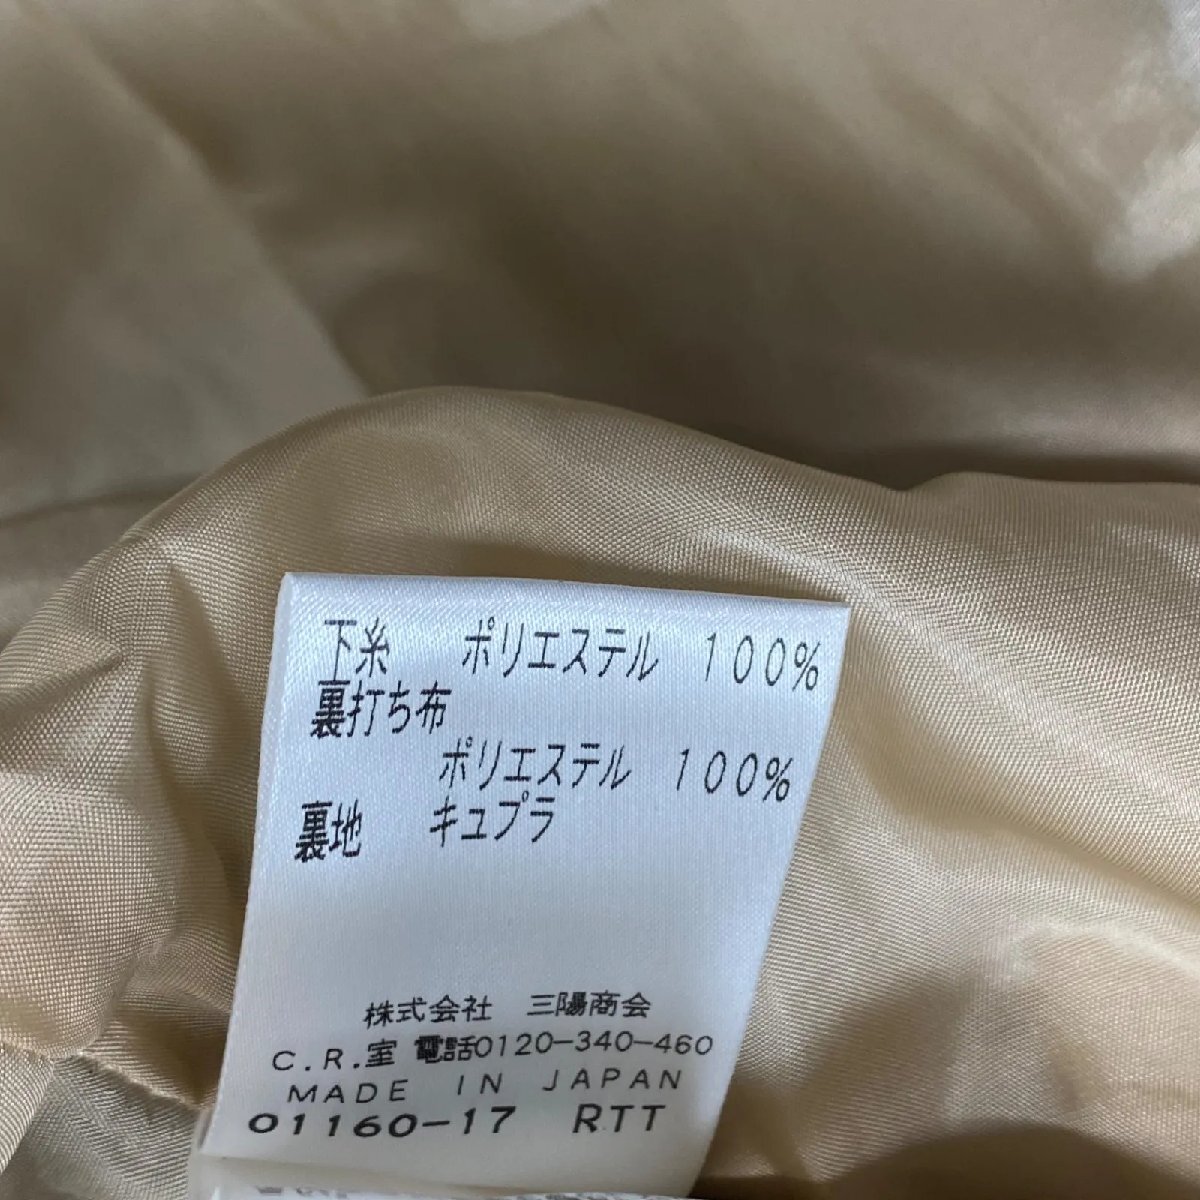 下糸 ポリエステル 100%
裏打ち布
ポリエステル 100%
裏地 キュプラ
株式会社 三陽商会
C.R.室 電話0120-340-460
MADE IN JAPAN
01160-17 RTT